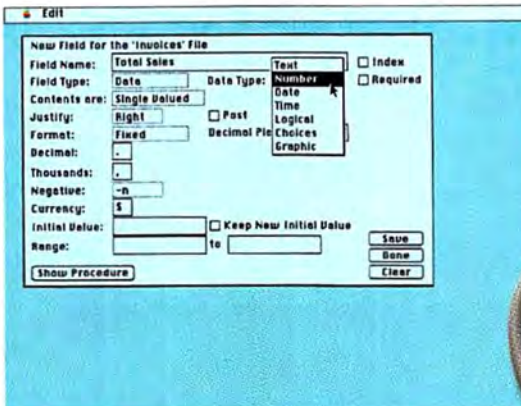 Edit
New Field for the 'Invoices' File
Field Name: Total Sales Text Index
Field Type: Data Data Type: Number Required
Contents are: Single Valued Date
Time
Justify: Right Post Logical
Format: Fixed Decimal Choices
Graphic
Decimal: .
Thousands: ,
Negative: -n
Currency: $
Initial Value: Keep New Initial Value
Range: to Save
Done
Show Procedure Clear